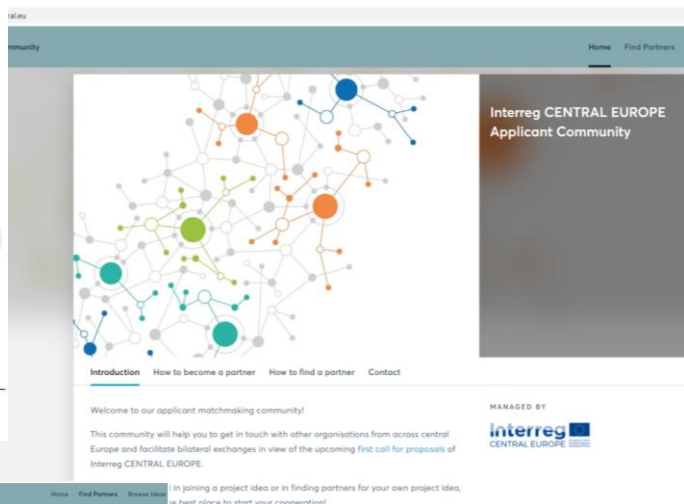 ral.eu
mmunity
Home Find Partners
Interreg CENTRAL EUROPE
Applicant Community
Introduction How to become a partner How to find a partner Contact
Welcome to our applicant matchmaking community!
This community will help you to get in touch with other organisations from across central
Europe and facilitate bilateral exchanges in view of the upcoming first call for proposals of
Interreg CENTRAL EUROPE.
MANAGED BY
Interreg
CENTRAL EUROPE
Home Find Partners Browse Ideas
in joining a project idea or in finding partners for your own project idea,
best place to start your cooperation!